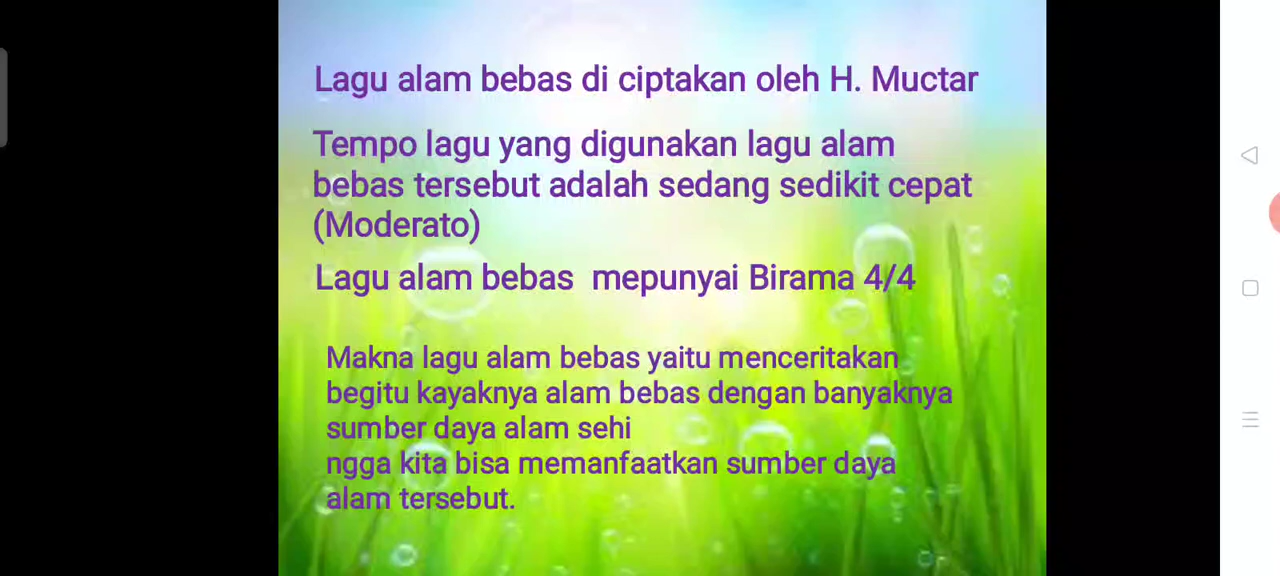 Lagu alam bebas di ciptakan oleh H. Muctar
Tempo lagu yang digunakan lagu alam
bebas tersebut adalah sedang sedikit cepat
(Moderato)
Lagu alam bebas mepunyai Birama 4/4
Makna lagu alam bebas yaitu menceritakan
begitu kayaknya alam bebas dengan banyaknya
sumber daya alam sehi
ngga kita bisa memanfaatkan sumber daya
alam tersebut.